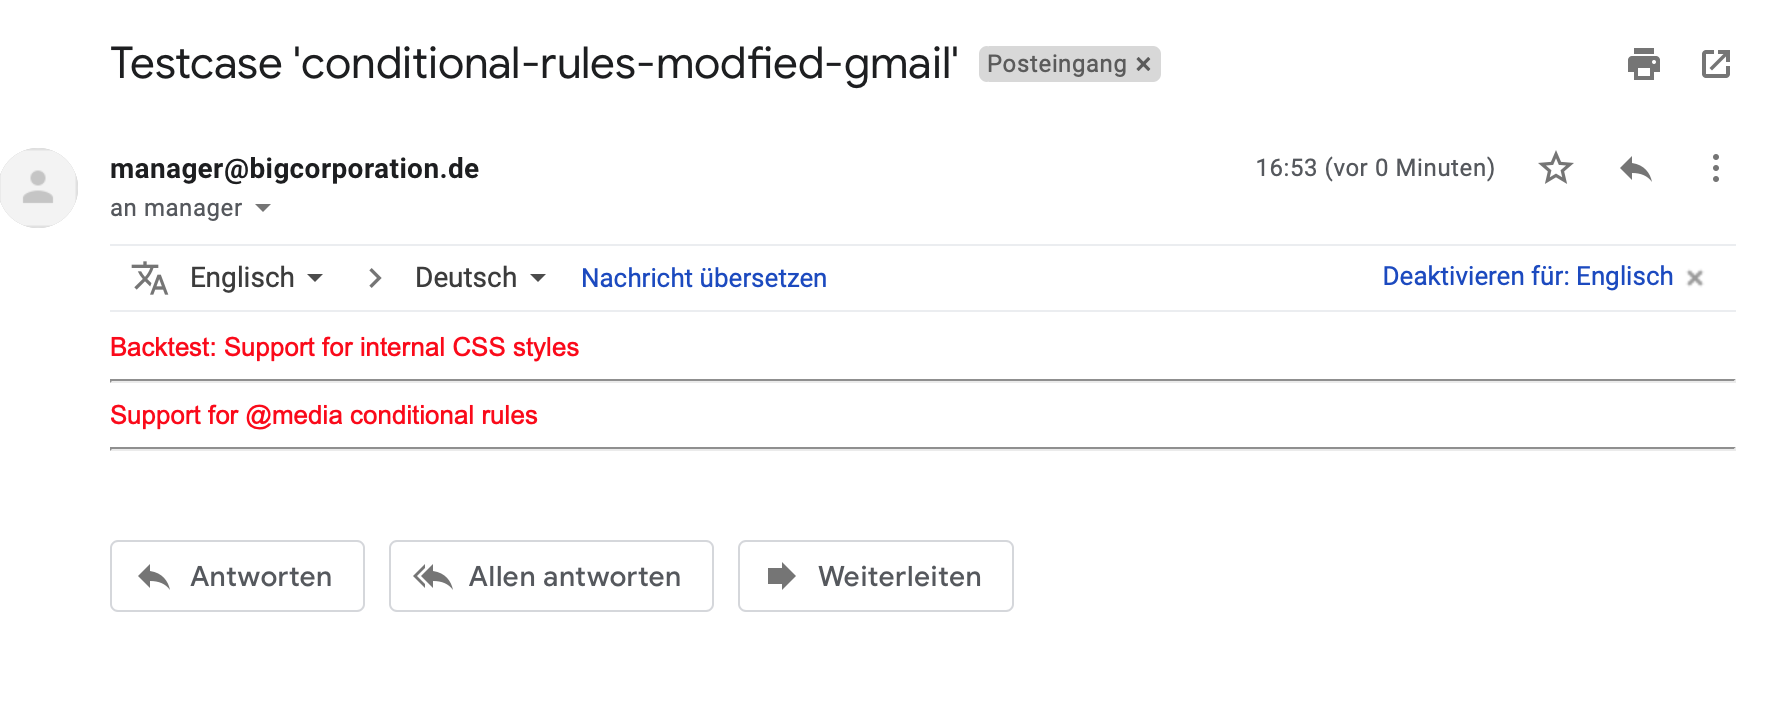 Testcase 'conditional-rules-modfied-gmail' Posteingang ×
manager@bigcorporation.de 16:53 (vor 0 Minuten)
an manager
Englisch > Deutsch Nachricht übersetzen Deaktivieren für: Englisch ×
Backtest: Support for internal CSS styles
Support for @media conditional rules
Antworten Allen antworten Weiterleiten